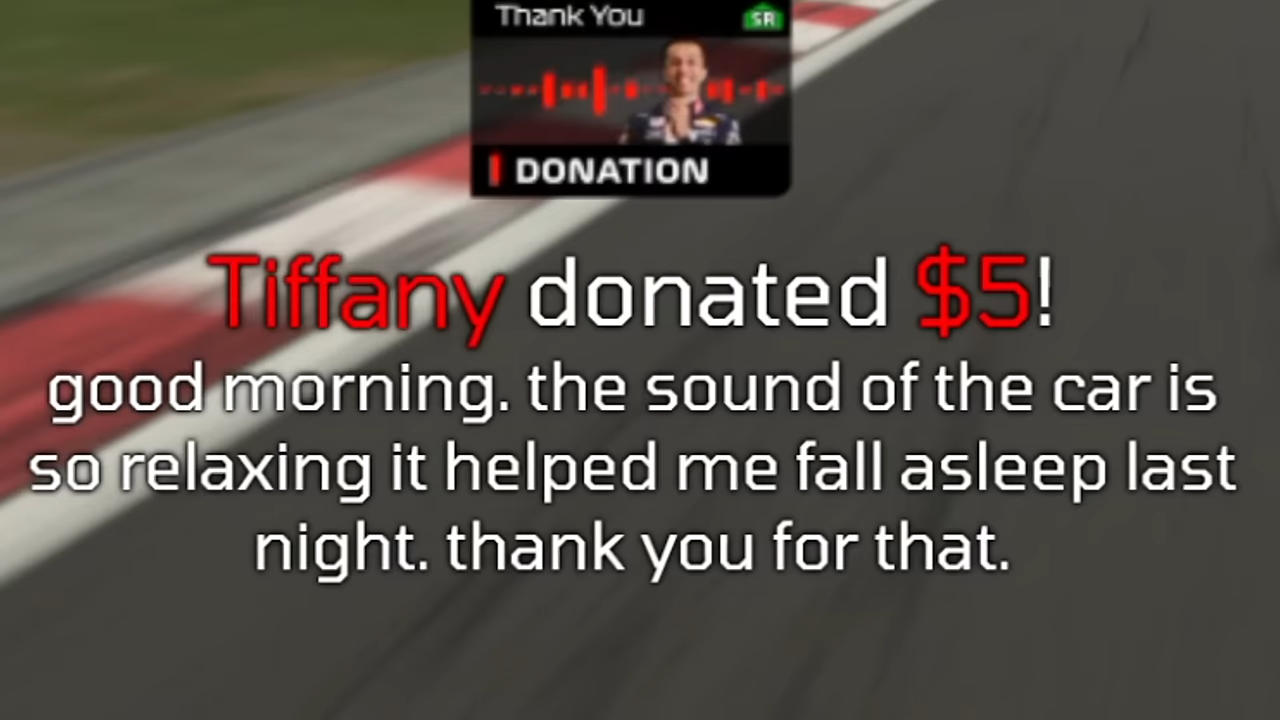 Thank You
SR
DONATION
Tiffany donated $5!
good morning. the sound of the car is
so relaxing it helped me fall asleep last
night. thank you for that.